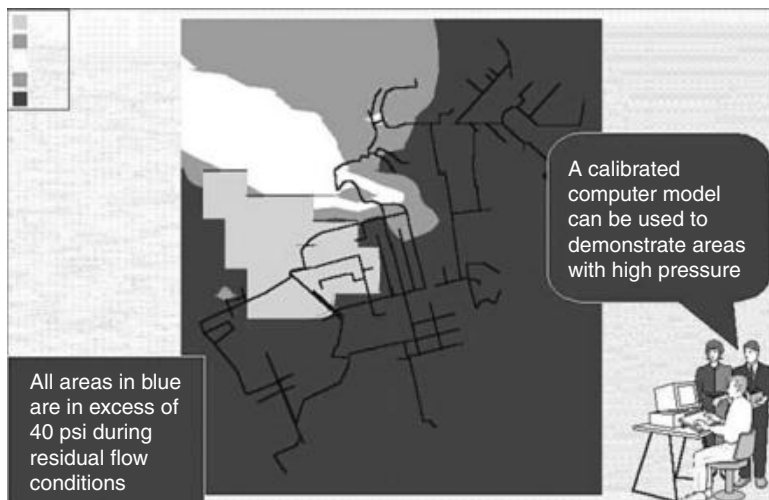 A calibrated
computer model
can be used to
demonstrate areas
with high pressure
All areas in blue
are in excess of
40 psi during
residual flow
conditions